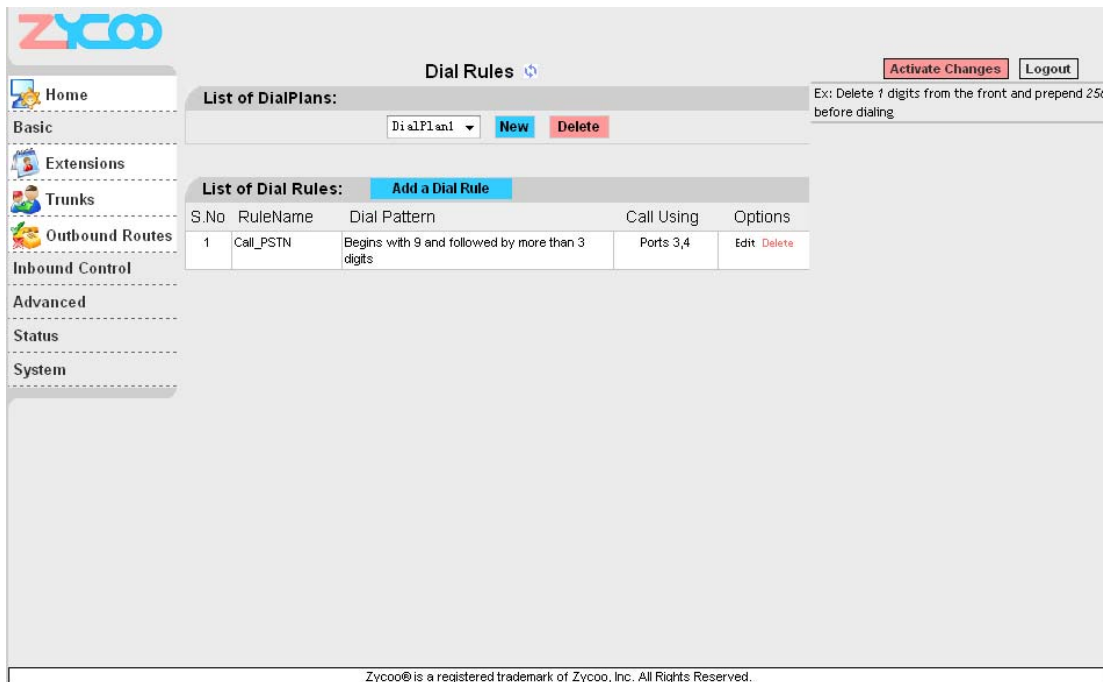 ZYCOO
Dial Rules
Activate Changes
Logout
Home
Basic
Extensions
Trunks
Outbound Routes
Inbound Control
Advanced
Status
System
List of DialPlans:
DialPlan1
New
Delete
List of Dial Rules:
Add a Dial Rule
S.No RuleName Dial Pattern Call Using Options
1 Call_PSTN Begins with 9 and followed by more than 3 Ports 3,4 Edit Delete
digits
Ex: Delete 1 digits from the front and prepend 256
before dialing
Zycoo® is a registered trademark of Zycoo, Inc. All Rights Reserved.